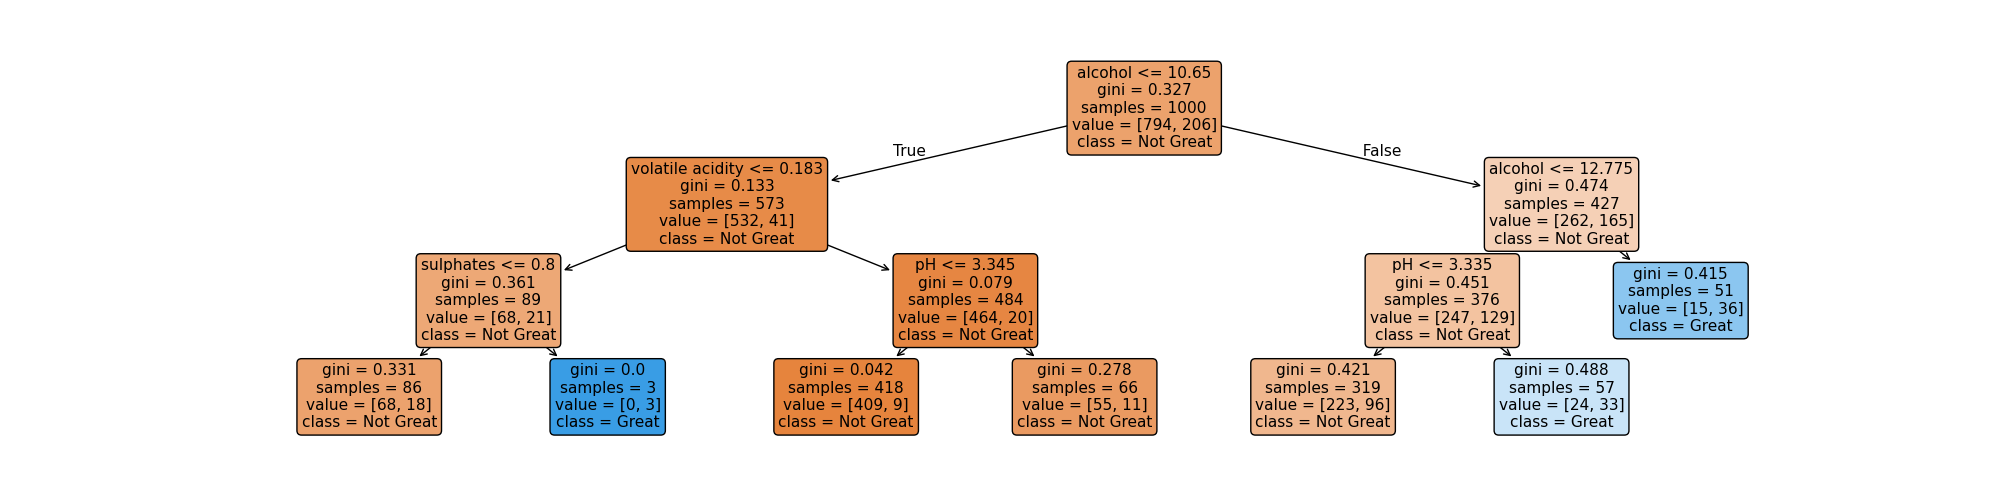 alcohol <= 10.65
gini = 0.327
samples = 1000
value = [794, 206]
class = Not Great
True
False
volatile acidity <= 0.183
gini = 0.133
samples = 573
value = [532, 41]
class = Not Great
alcohol <= 12.775
gini = 0.474
samples = 427
value = [262, 165]
class = Not Great
sulphates <= 0.8
gini = 0.361
samples = 89
value = [68, 21]
class = Not Great
pH <= 3.345
gini = 0.079
samples = 484
value = [464, 20]
class = Not Great
pH <= 3.335
gini = 0.451
samples = 376
value = [247, 129]
class = Not Great
gini = 0.415
samples = 51
value = [15, 36]
class = Great
gini = 0.331
samples = 86
value = [68, 18]
class = Not Great
gini = 0.0
samples = 3
value = [0, 3]
class = Great
gini = 0.042
samples = 418
value = [409, 9]
class = Not Great
gini = 0.278
samples = 66
value = [55, 11]
class = Not Great
gini = 0.421
samples = 319
value = [223, 96]
class = Not Great
gini = 0.488
samples = 57
value = [24, 33]
class = Great